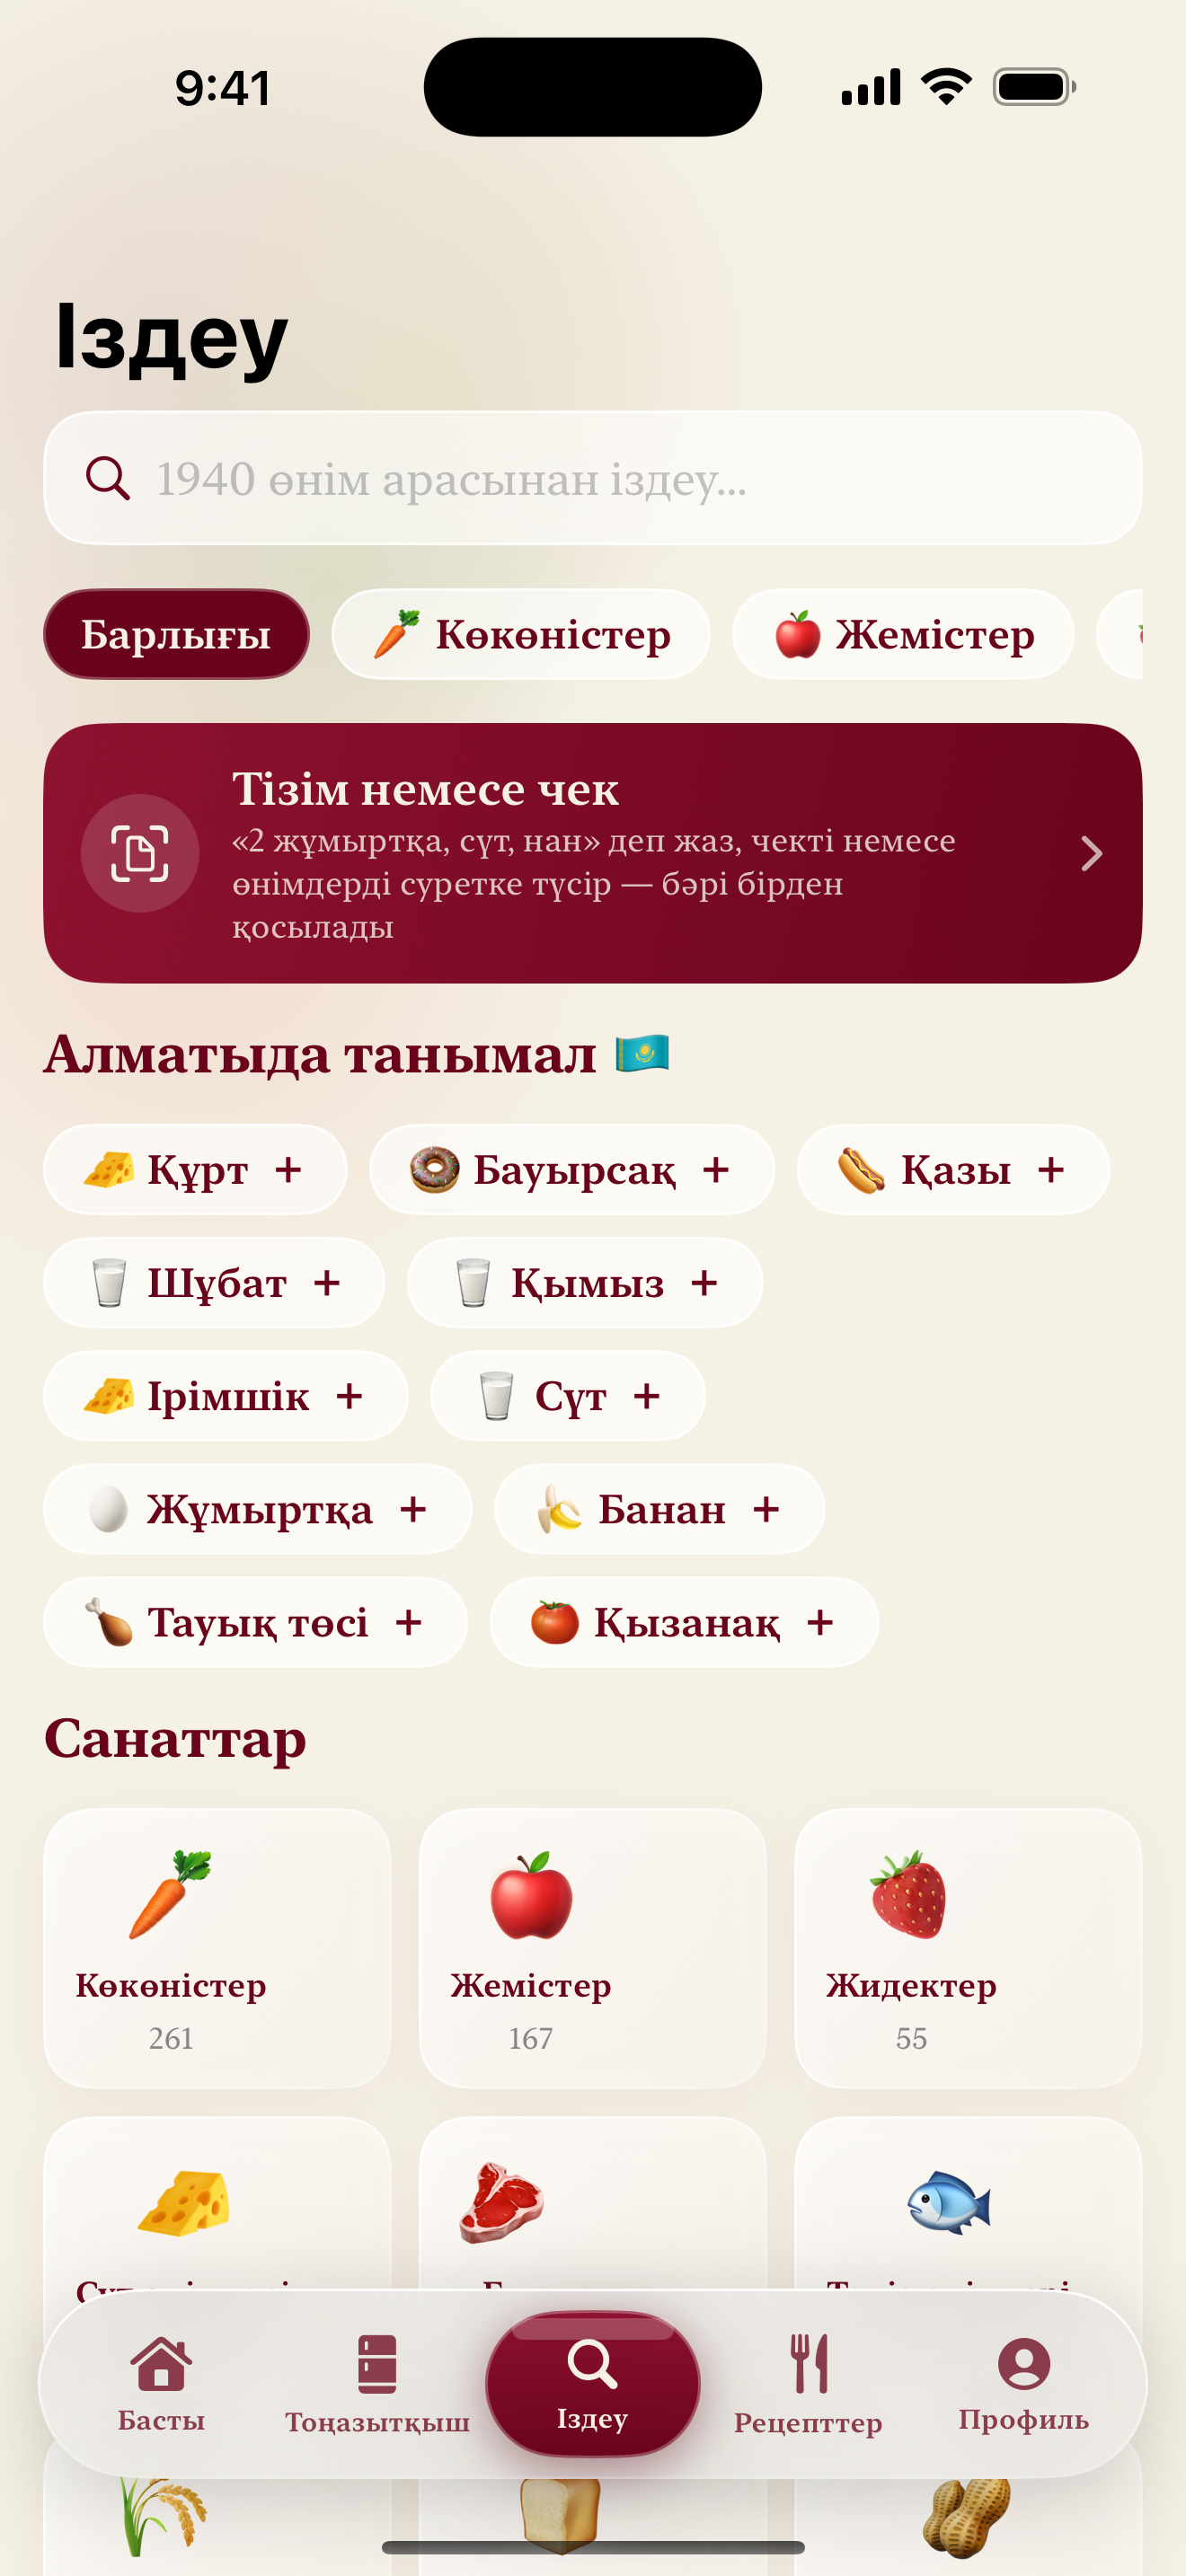 9:41
Іздеу
1940 өнім арасынан іздеу...
Барлығы
Көкөністер
Жемістер
Тізім немесе чек
«2 жұмыртқа, сүт, нан» деп жаз, чекті немесе
өнімдерді суретке түсір — бәрі бірден
қосылады
Алматыда танымал
Құрт +
Бауырсақ +
Қазы +
Шұбат +
Қымыз +
Ірімшік +
Сүт +
Жұмыртқа +
Банан +
Тауық төсі +
Қызанақ +
Санаттар
Көкөністер
261
Жемістер
167
Жидектер
55
Басты
Тоңазытқыш
Іздеу
Рецепттер
Профиль